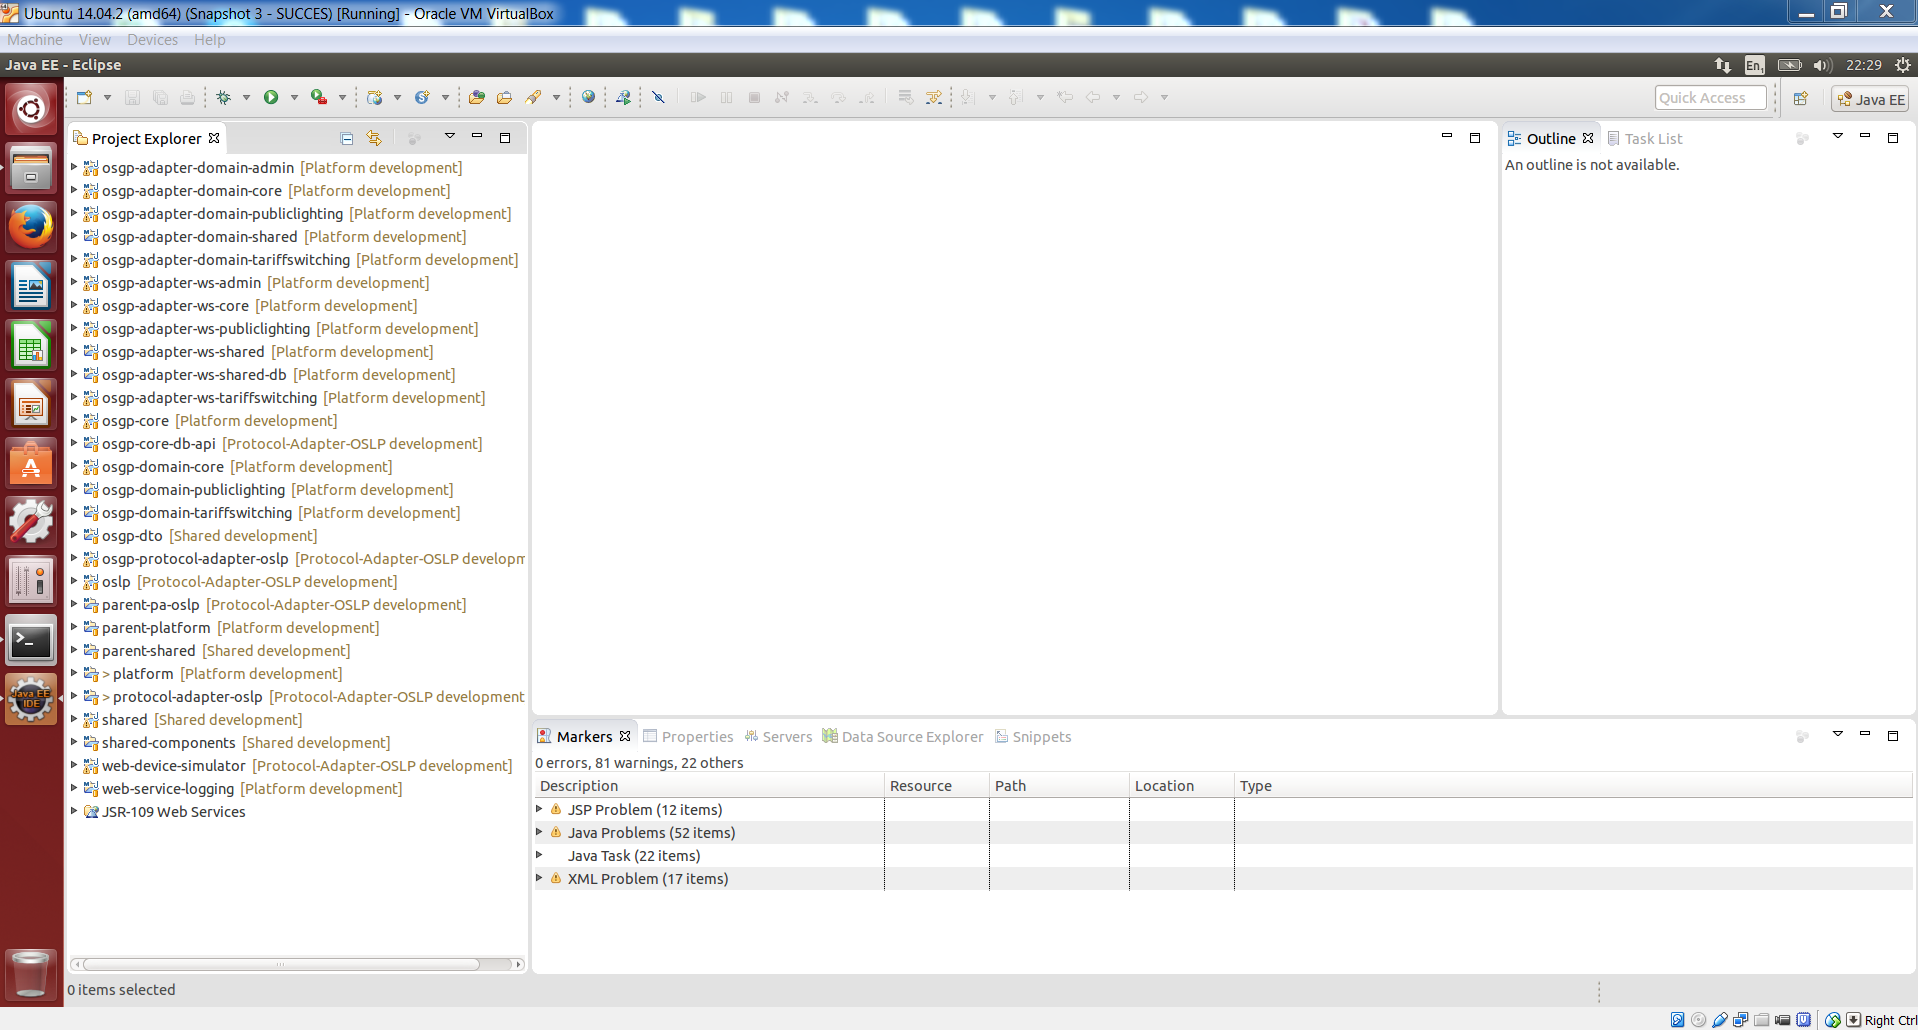 Ubuntu 14.04.2 (amd64) (Snapshot 3 - SUCCES) [Running] - Oracle VM VirtualBox
Machine View Devices Help
Java EE - Eclipse
En1 22:29
Quick Access Java EE
Project Explorer
osgp-adapter-domain-admin [Platform development]
osgp-adapter-domain-core [Platform development]
osgp-adapter-domain-publiclighting [Platform development]
osgp-adapter-domain-shared [Platform development]
osgp-adapter-domain-tariffswitching [Platform development]
osgp-adapter-ws-admin [Platform development]
osgp-adapter-ws-core [Platform development]
osgp-adapter-ws-publiclighting [Platform development]
osgp-adapter-ws-shared [Platform development]
osgp-adapter-ws-shared-db [Platform development]
osgp-adapter-ws-tariffswitching [Platform development]
osgp-core [Platform development]
osgp-core-db-api [Protocol-Adapter-OSLP development]
osgp-domain-core [Platform development]
osgp-domain-publiclighting [Platform development]
osgp-domain-tariffswitching [Platform development]
osgp-dto [Shared development]
osgp-protocol-adapter-oslp [Protocol-Adapter-OSLP developm
oslp [Protocol-Adapter-OSLP development]
parent-pa-oslp [Protocol-Adapter-OSLP development]
parent-platform [Platform development]
parent-shared [Shared development]
> platform [Platform development]
> protocol-adapter-oslp [Protocol-Adapter-OSLP development
shared [Shared development]
shared-components [Shared development]
web-device-simulator [Protocol-Adapter-OSLP development]
web-service-logging [Platform development]
JSR-109 Web Services
Outline Task List
An outline is not available.
Markers Properties Servers Data Source Explorer Snippets
0 errors, 81 warnings, 22 others
Description Resource Path Location Type
JSP Problem (12 items)
Java Problems (52 items)
Java Task (22 items)
XML Problem (17 items)
Java EE
IDE
0 items selected
Right Ctrl